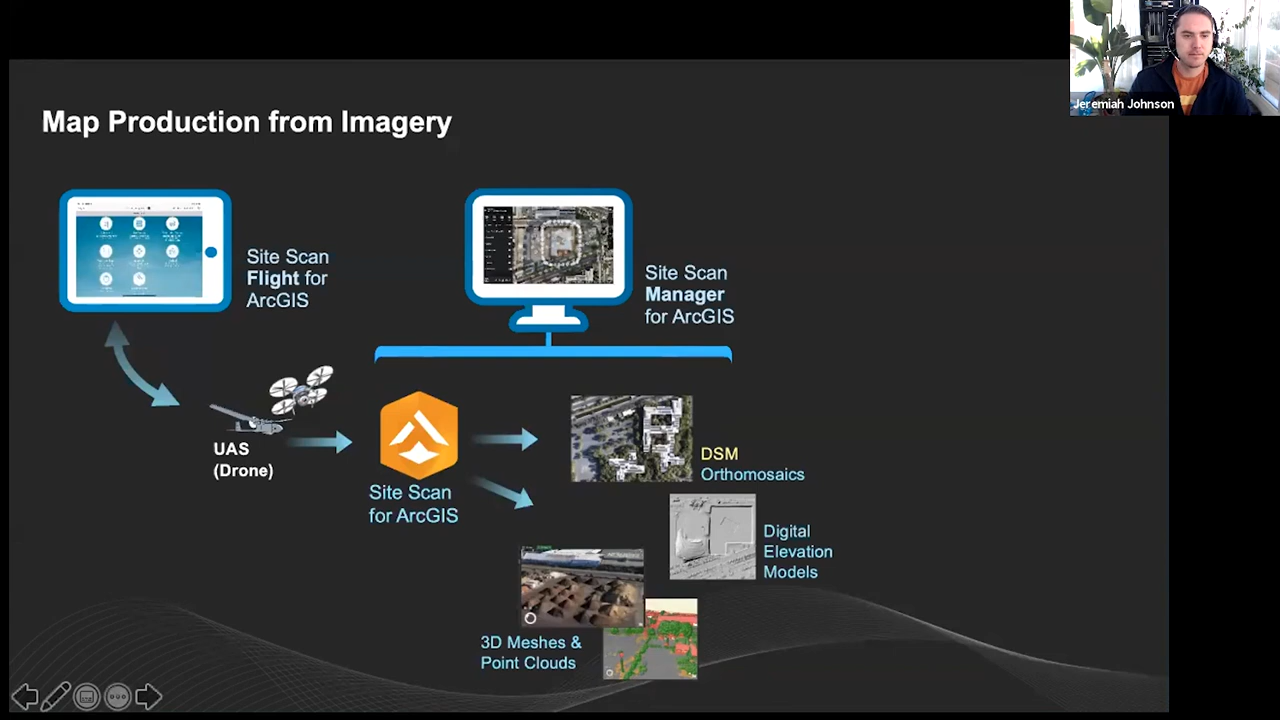 Jeremiah Johnson
Map Production from Imagery
Site Scan
Flight for
ArcGIS
Site Scan
Manager
for ArcGIS
UAS
(Drone)
Site Scan
for ArcGIS
DSM
Orthomosaics
Digital
Elevation
Models
3D Meshes &
Point Clouds